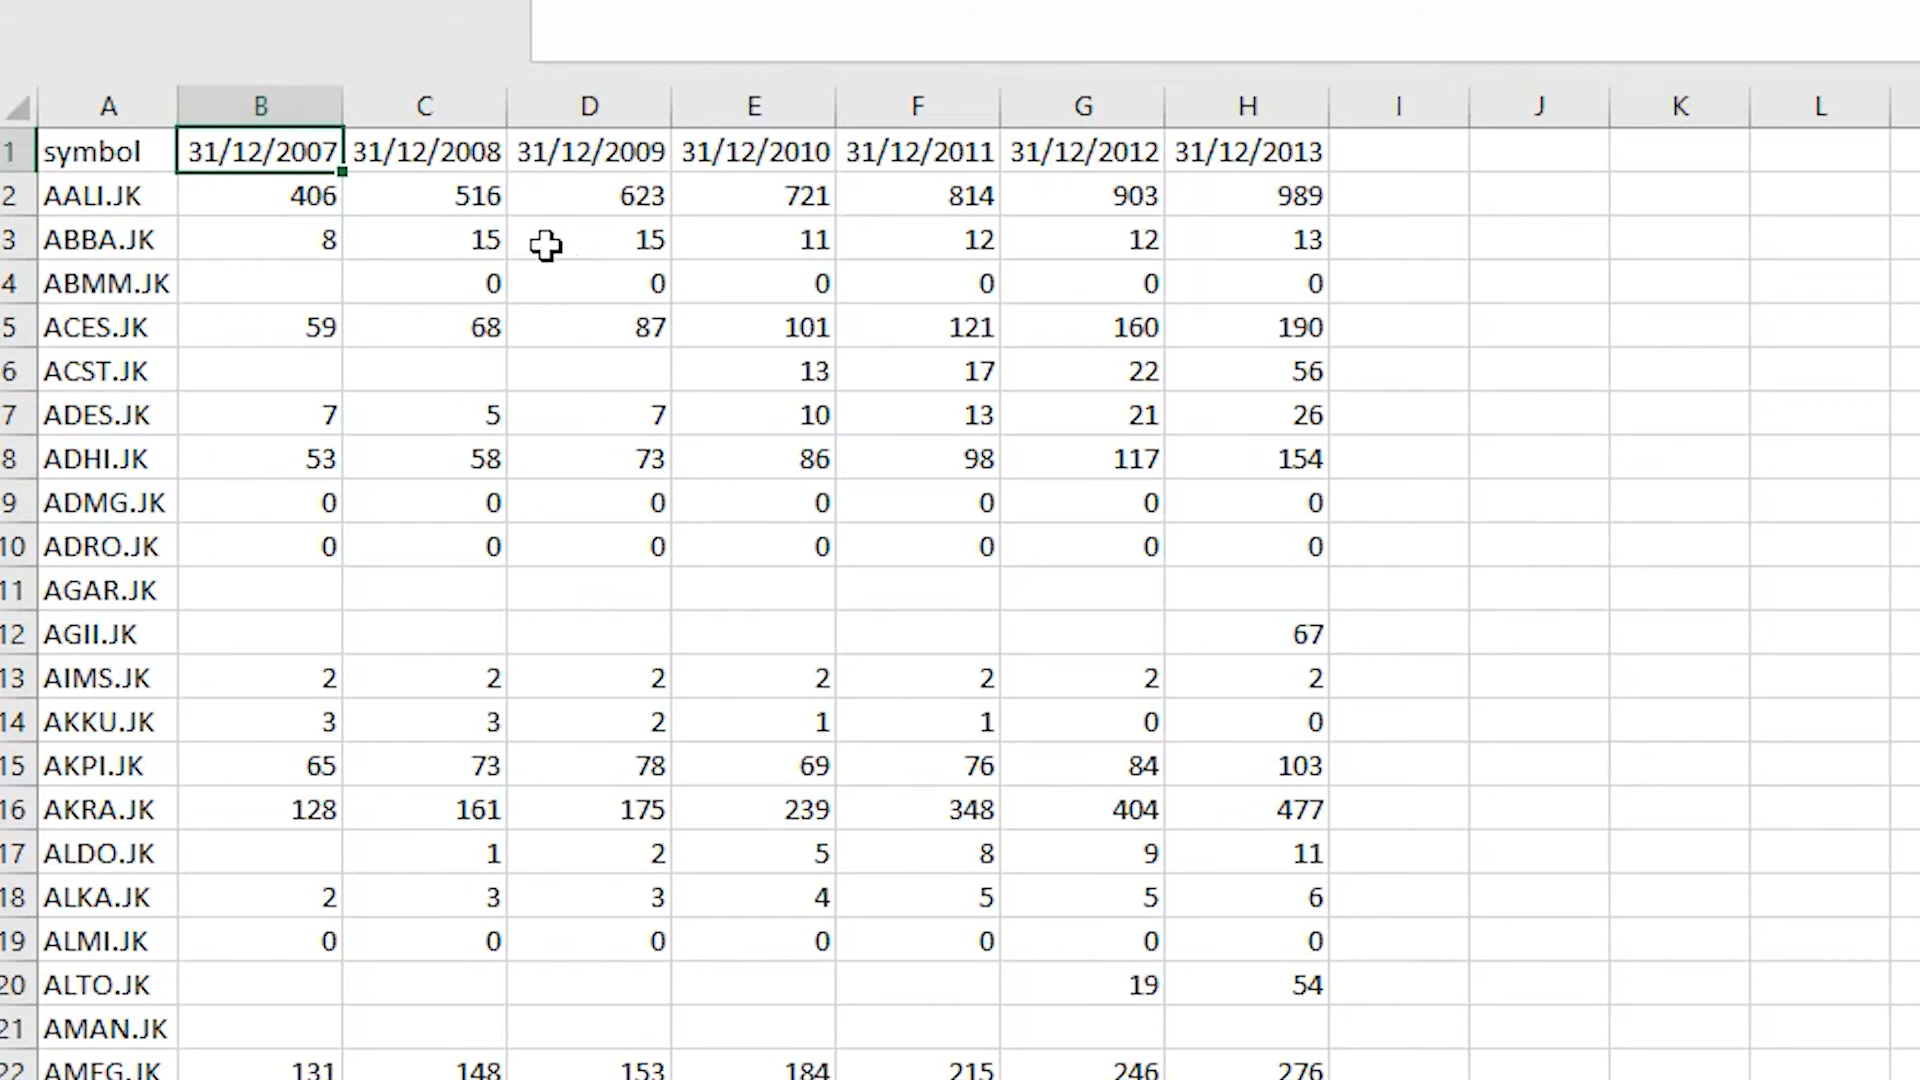 A B C D E F G H I J K L
1 symbol 31/12/2007 31/12/2008 31/12/2009 31/12/2010 31/12/2011 31/12/2012 31/12/2013
2 AALI.JK 406 516 623 721 814 903 989
3 ABBA.JK 8 15 15 11 12 12 13
4 ABMM.JK 0 0 0 0 0 0
5 ACES.JK 59 68 87 101 121 160 190
6 ACST.JK 13 17 22 56
7 ADES.JK 7 5 7 10 13 21 26
8 ADHI.JK 53 58 73 86 98 117 154
9 ADMG.JK 0 0 0 0 0 0 0
10 ADRO.JK 0 0 0 0 0 0 0
11 AGAR.JK
12 AGII.JK 67
13 AIMS.JK 2 2 2 2 2 2 2
14 AKKU.JK 3 3 2 1 1 0 0
15 AKPI.JK 65 73 78 69 76 84 103
16 AKRA.JK 128 161 175 239 348 404 477
17 ALDO.JK 1 2 5 8 9 11
18 ALKA.JK 2 3 3 4 5 5 6
19 ALMI.JK 0 0 0 0 0 0 0
20 ALTO.JK 19 54
21 AMAN.JK
22 131 148 153 184 215 246 276